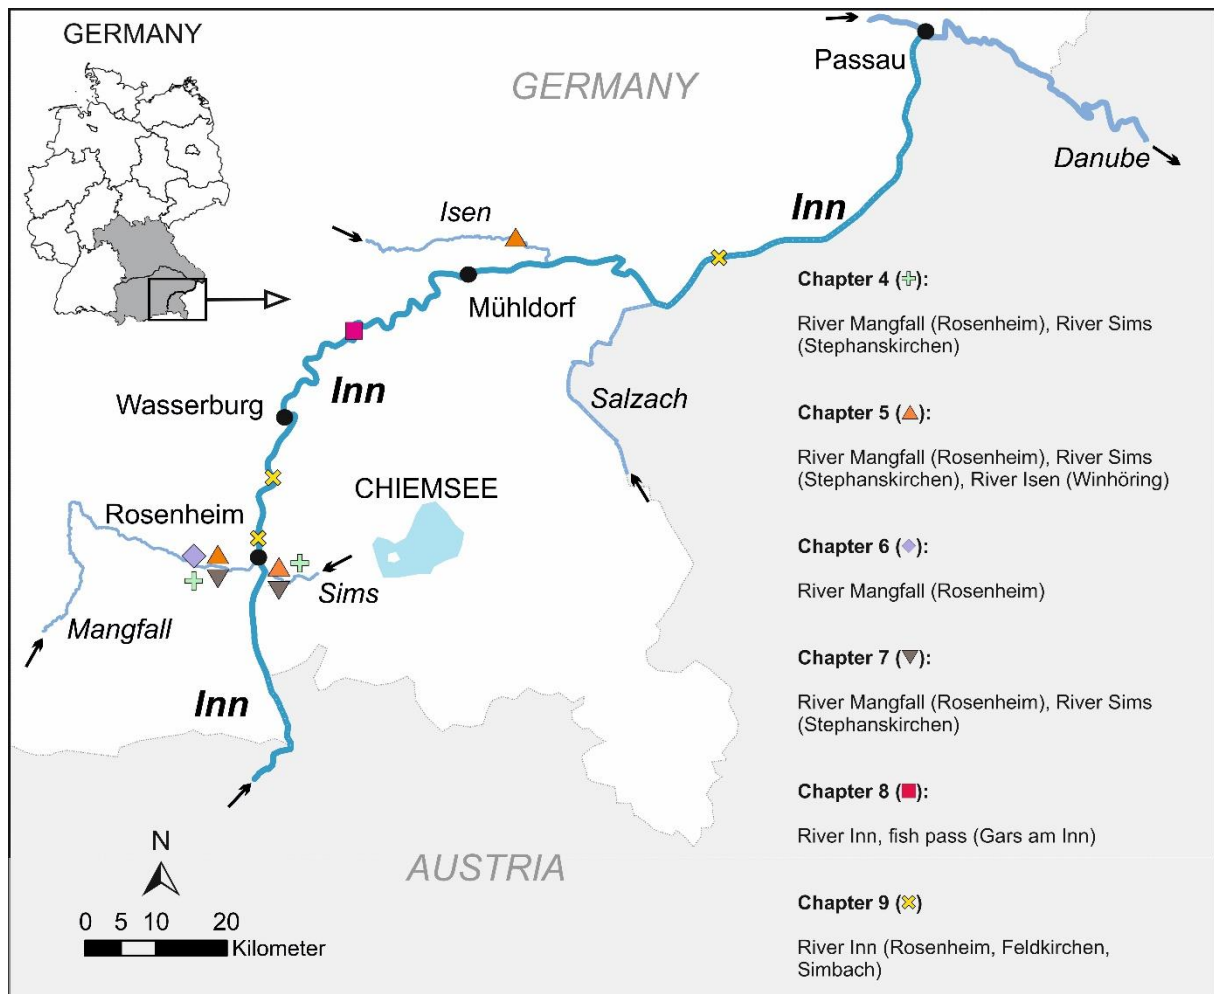 GERMANY
GERMANY
Passau
Danube
Isen
Inn
Mühldorf
Inn
Wasserburg
Salzach
CHIEMSEE
Rosenheim
Sims
Mangfall
Inn
AUSTRIA
N
0 5 10 20
Kilometer
Chapter 4 (✚):
River Mangfall (Rosenheim), River Sims
(Stephanskirchen)
Chapter 5 (▲):
River Mangfall (Rosenheim), River Sims
(Stephanskirchen), River Isen (Winhöring)
Chapter 6 (◆):
River Mangfall (Rosenheim)
Chapter 7 (▼):
River Mangfall (Rosenheim), River Sims
(Stephanskirchen)
Chapter 8 (■):
River Inn, fish pass (Gars am Inn)
Chapter 9 (✖)
River Inn (Rosenheim, Feldkirchen,
Simbach)